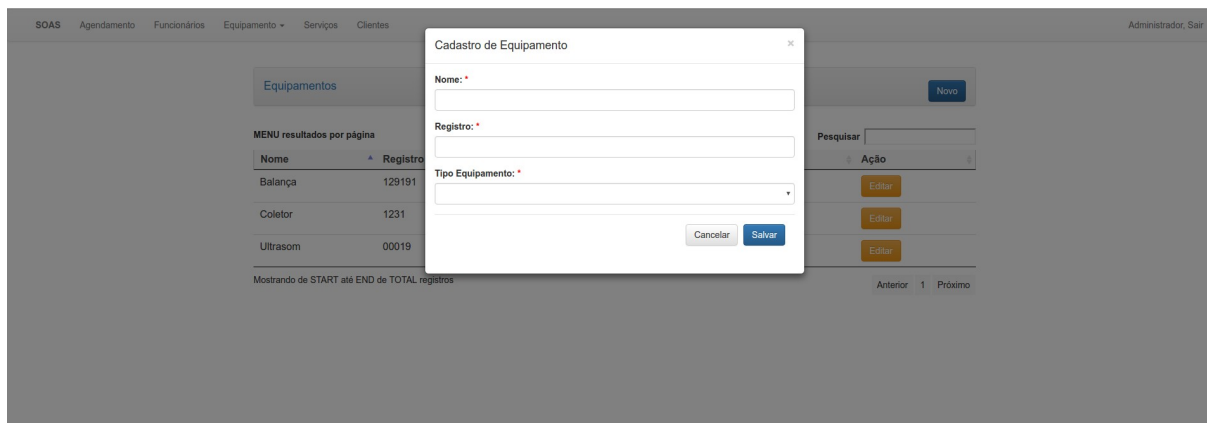 SOAS Agendamento Funcionários Equipamento Serviços Clientes Administrador, Sair
Cadastro de Equipamento ×
Nome: *
Registro: *
Tipo Equipamento: *
Cancelar Salvar
Equipamentos Novo
MENU resultados por página Pesquisar
Nome Registro Ação
Balança 129191 Editar
Coletor 1231 Editar
Ultrasom 00019 Editar
Mostrando de START até END de TOTAL registros Anterior 1 Próximo